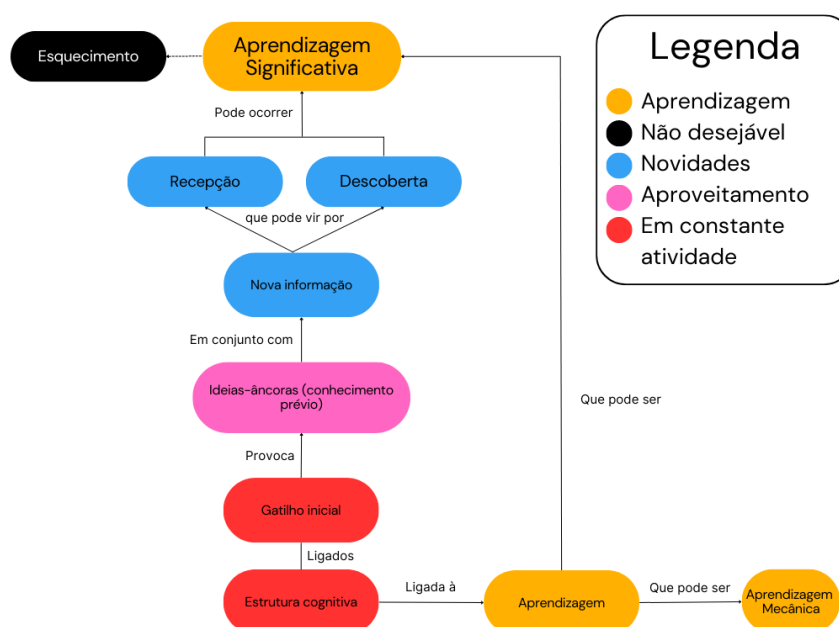 Legenda
Aprendizagem
Não desejável
Novidades
Aproveitamento
Em constante
atividade
Esquecimento
Aprendizagem
Significativa
Pode ocorrer
Recepção
Descoberta
que pode vir por
Nova informação
Em conjunto com
Ideias-âncoras (conhecimento
prévio)
Que pode ser
Provoca
Gatilho inicial
Ligados
Estrutura cognitiva
Ligada à
Aprendizagem
Que pode ser
Aprendizagem
Mecânica